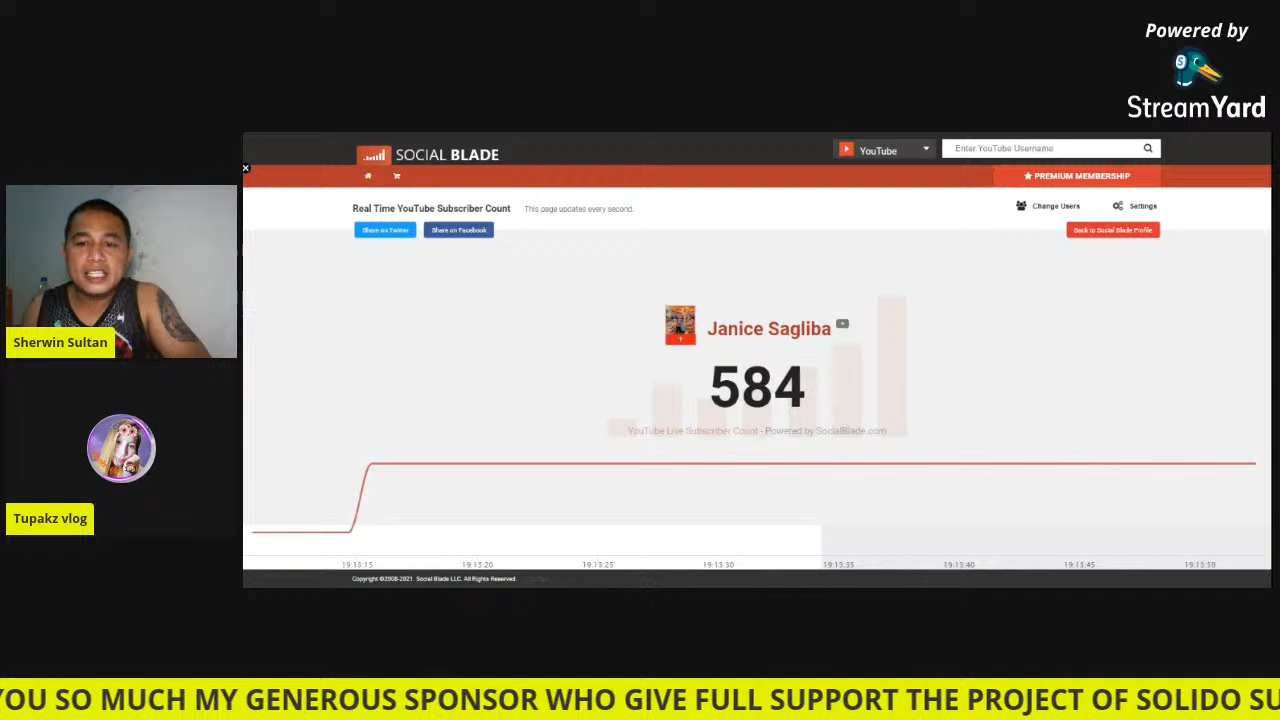 Powered by
StreamYard
SOCIAL BLADE
YouTube
Enter YouTube Username
PREMIUM MEMBERSHIP
Real Time YouTube Subscriber Count
This page updates every second.
Change Users
Settings
Share on Twitter
Share on Facebook
Back to Social Blade Profile
Janice Sagliba
584
YouTube Live Subscriber Count - Powered by SocialBlade.com
Sherwin Sultan
Tupakz vlog
19:13:15 19:13:20 19:13:25 19:13:30 19:13:35 19:13:40 19:13:45 19:13:50
Copyright ©2008-2021 Social Blade LLC. All Rights Reserved.
YOU SO MUCH MY GENEROUS SPONSOR WHO GIVE FULL SUPPORT THE PROJECT OF SOLIDO SU